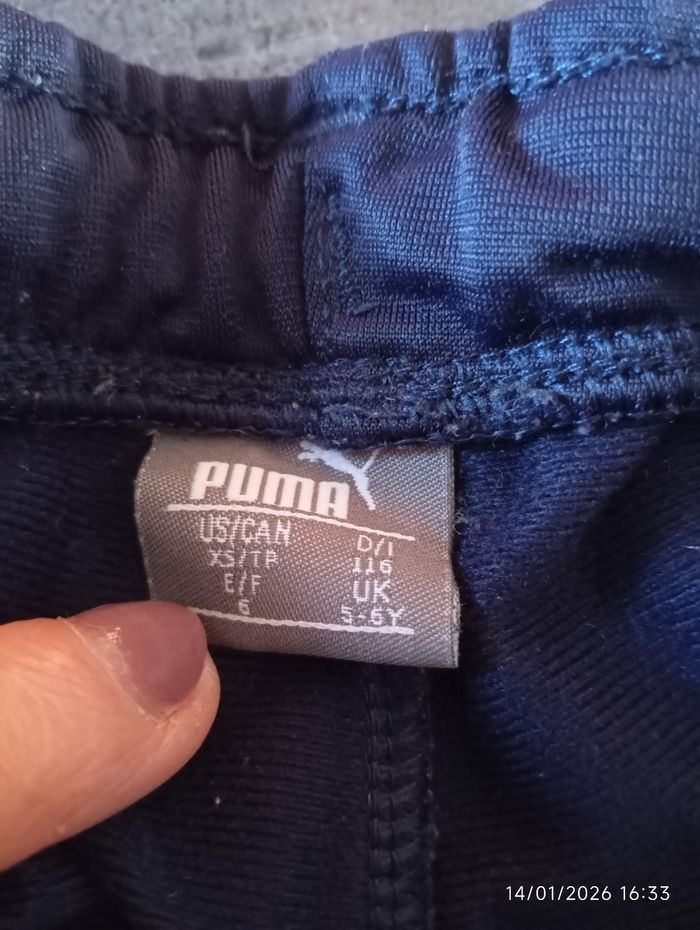 PUMA
US/CAN D/I
XS/TP 116
E/F UK
6 5-6Y
14/01/2026 16:33